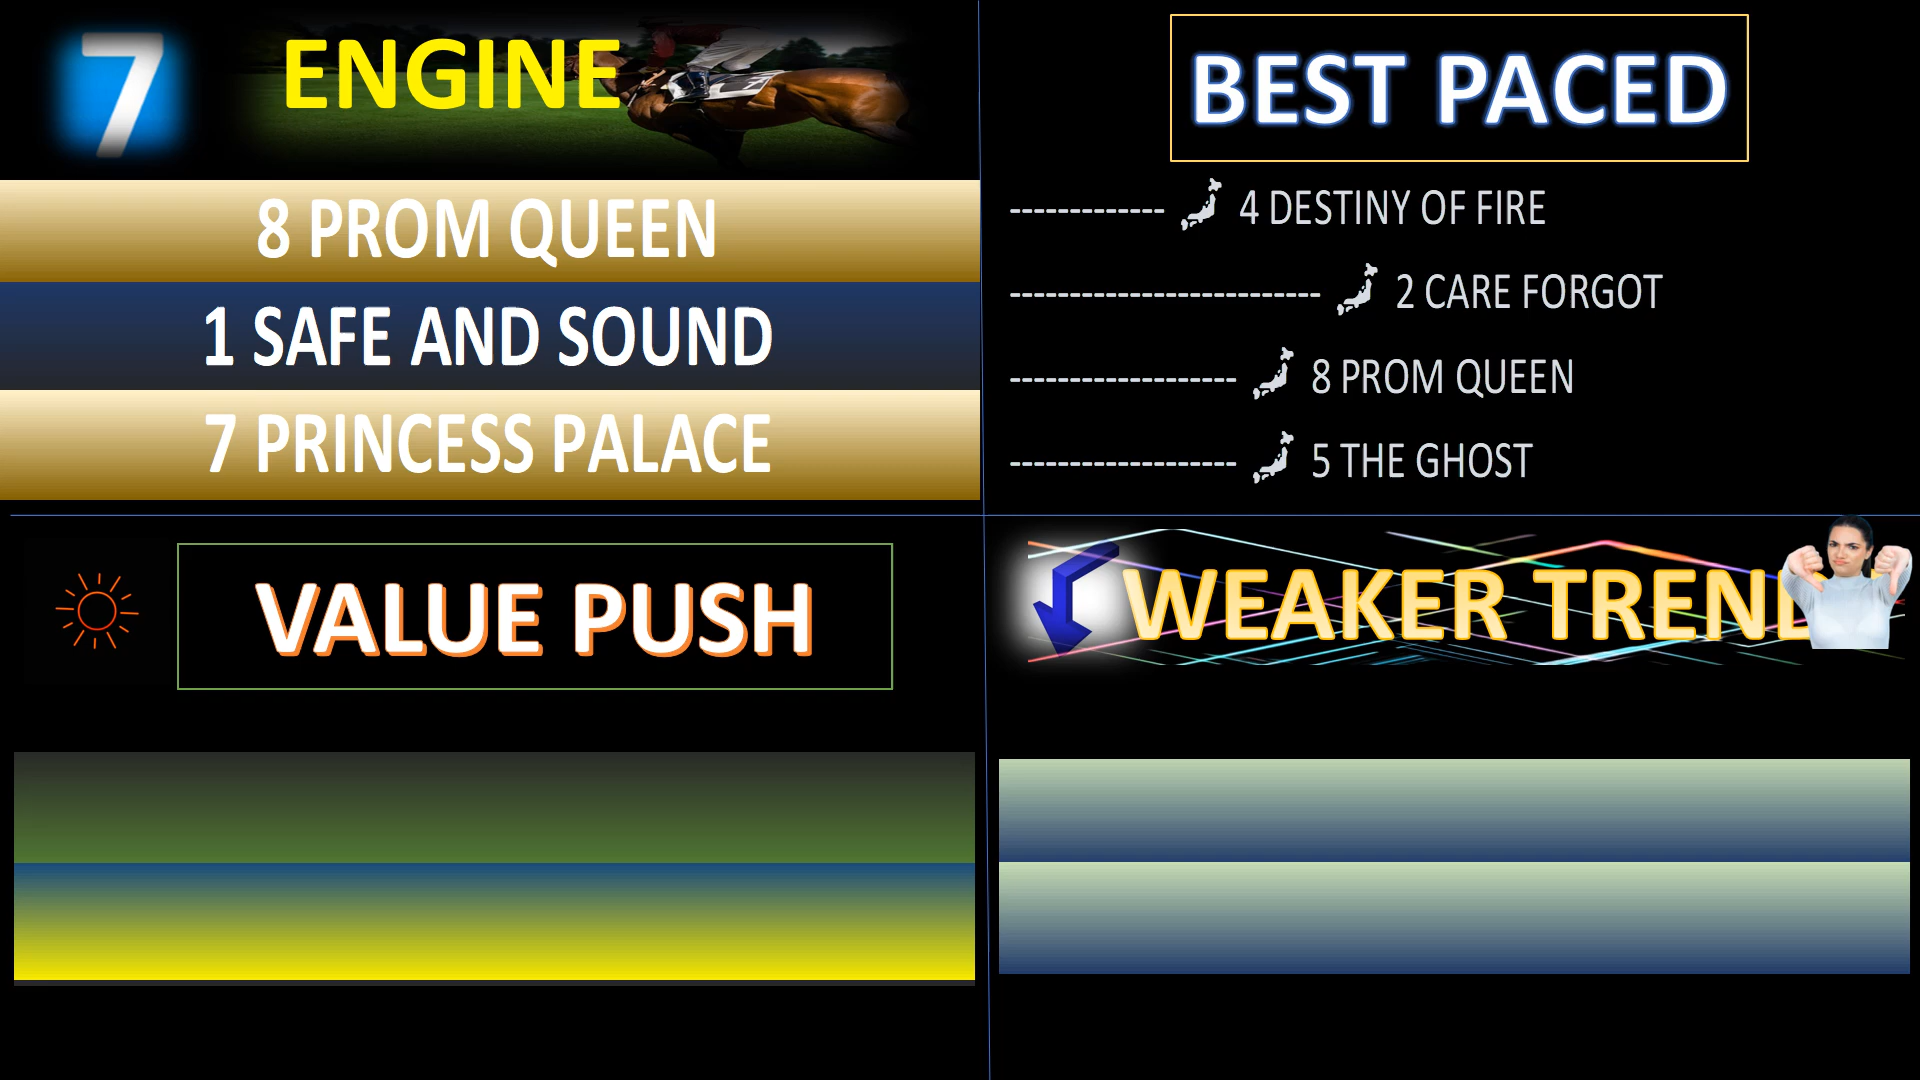 7 ENGINE
8 PROM QUEEN
1 SAFE AND SOUND
7 PRINCESS PALACE
BEST PACED
------------- 4 DESTINY OF FIRE
-------------------------- 2 CARE FORGOT
------------------- 8 PROM QUEEN
------------------- 5 THE GHOST
VALUE PUSH
WEAKER TREND